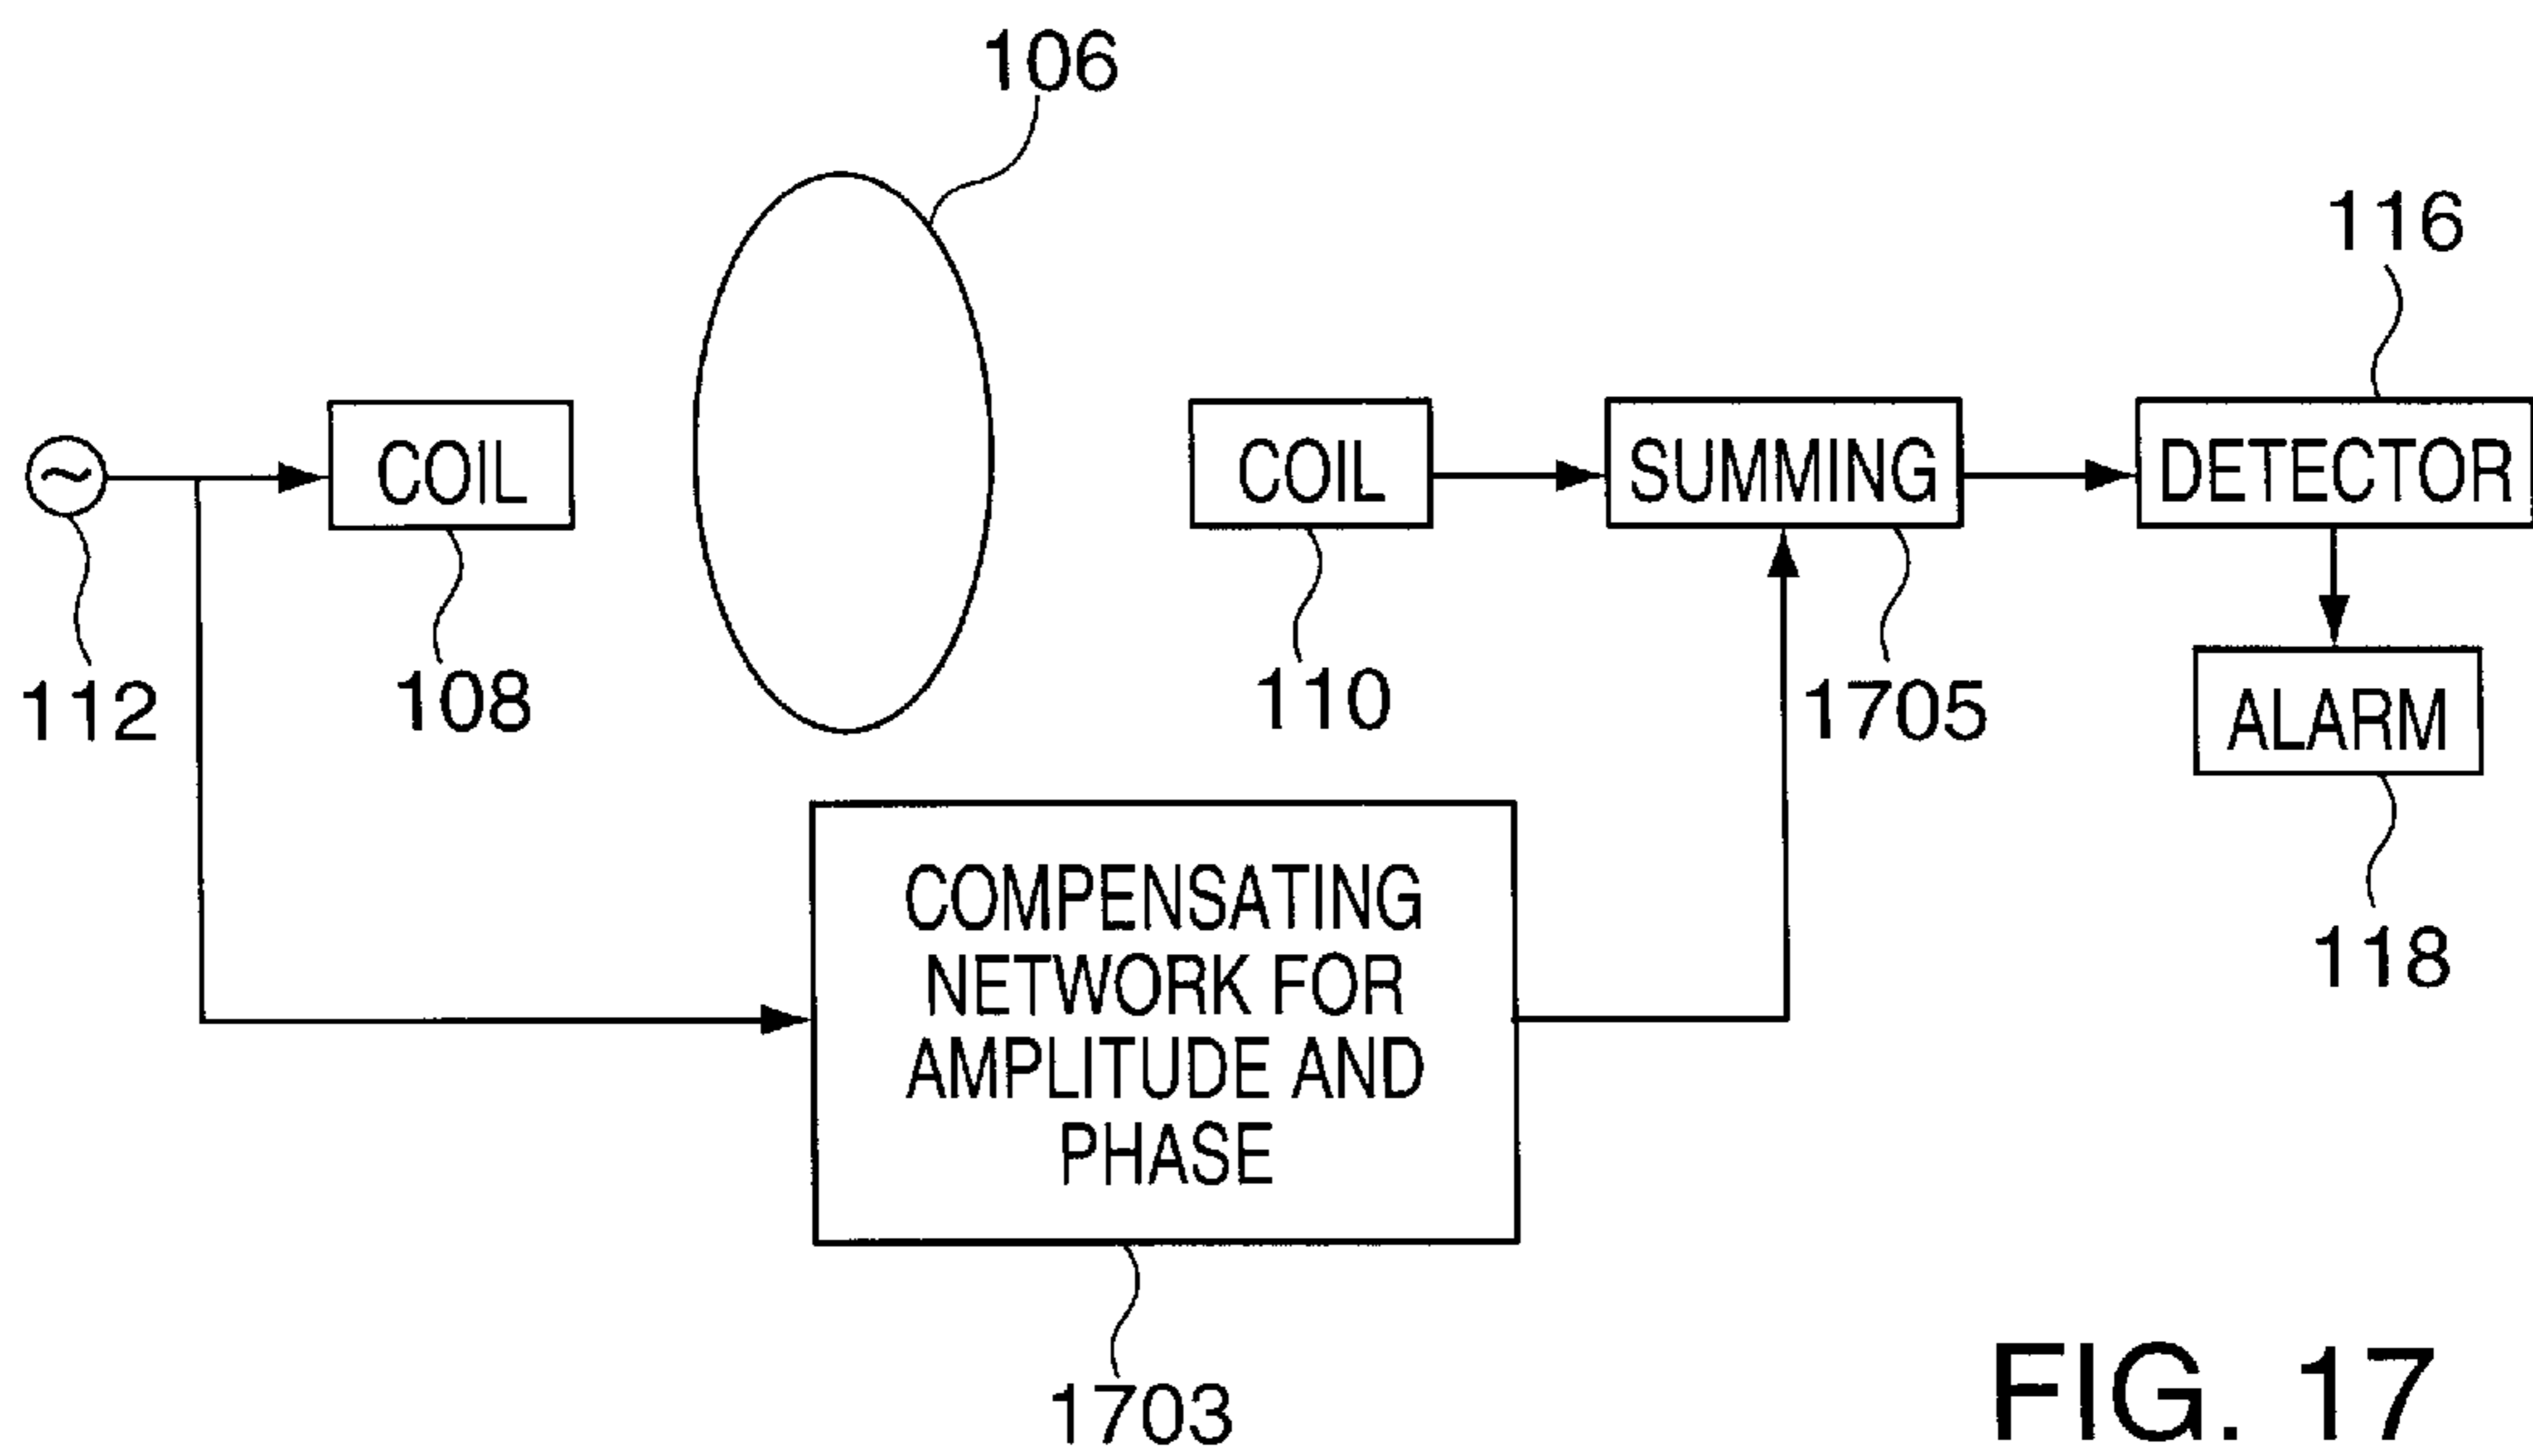 106
116
~
COIL
COIL
SUMMING
DETECTOR
112
108
110
1705
ALARM
118
COMPENSATING
NETWORK FOR
AMPLITUDE AND
PHASE
1703
FIG. 17